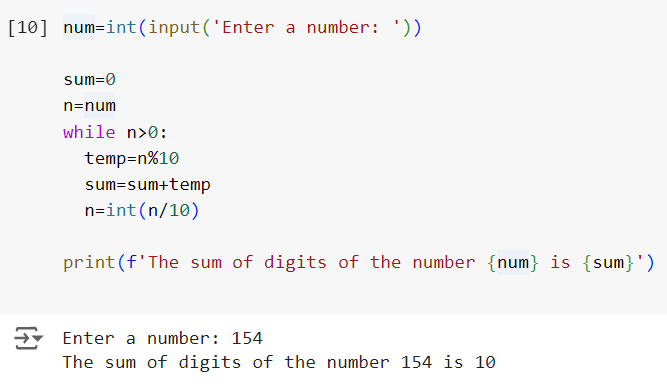 [10] num=int(input('Enter a number: '))
sum=0
n=num
while n>0:
  temp=n%10
  sum=sum+temp
  n=int(n/10)
print(f'The sum of digits of the number {num} is {sum}')
Enter a number: 154
The sum of digits of the number 154 is 10